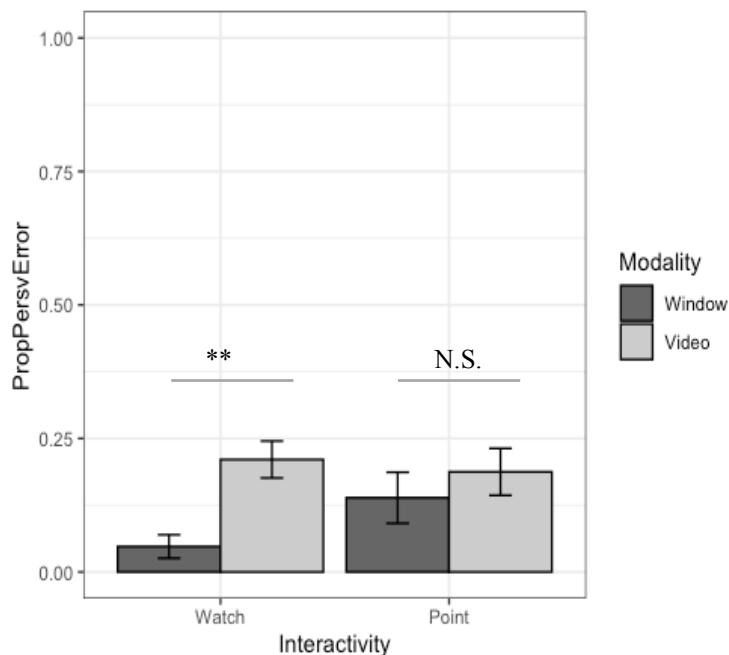 1.00
0.75
0.50
0.25
0.00
PropPersvError
**
N.S.
Watch
Point
Interactivity
Modality
Window
Video